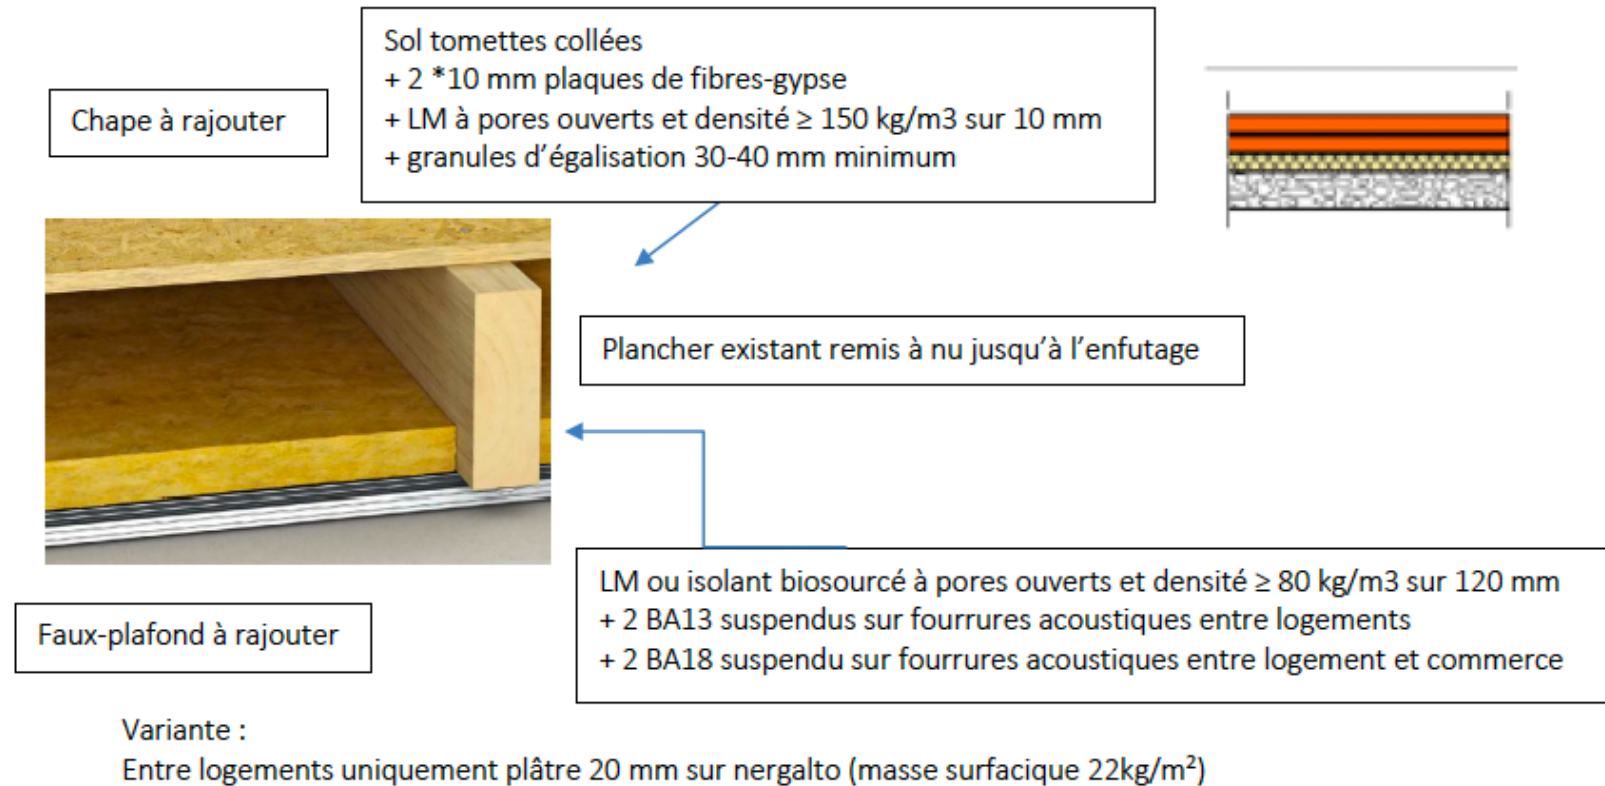 Sol tomettes collées
+ 2 *10 mm plaques de fibres-gypse
+ LM à pores ouverts et densité ≥ 150 kg/m3 sur 10 mm
+ granules d'égalisation 30-40 mm minimum
Chape à rajouter
Plancher existant remis à nu jusqu'à l'enfutage
LM ou isolant biosourcé à pores ouverts et densité ≥ 80 kg/m3 sur 120 mm
+ 2 BA13 suspendus sur fourrures acoustiques entre logements
+ 2 BA18 suspendu sur fourrures acoustiques entre logement et commerce
Faux-plafond à rajouter
Variante :
Entre logements uniquement plâtre 20 mm sur nergalto (masse surfacique 22kg/m²)